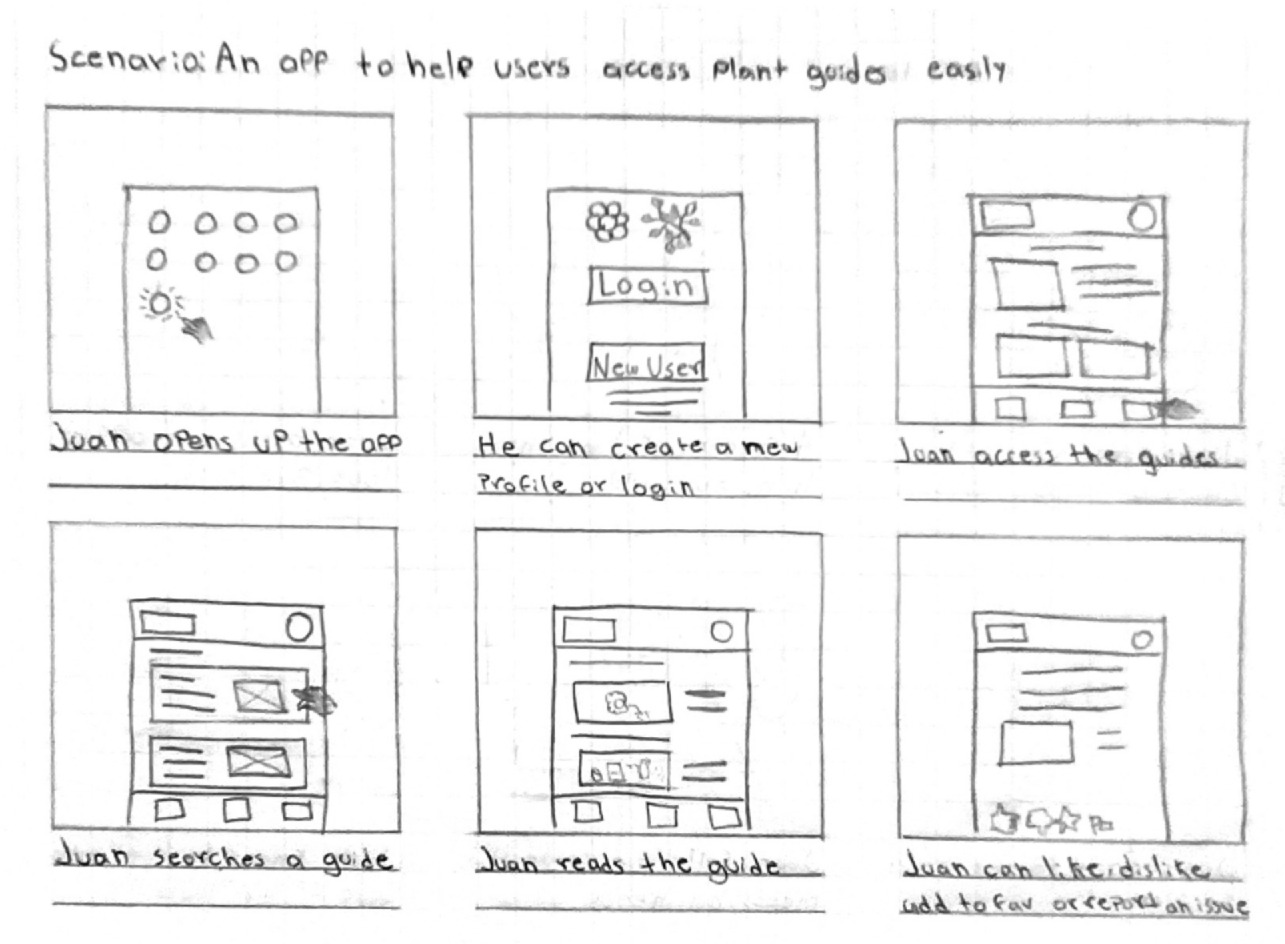 Scenario: An app to help users access plant guides easily
Login
New User
Juan opens up the app
He can create a new
Profile or login
Juan access the guides
Juan searches a guide
Juan reads the guide
Juan can like, dislike
add to fav or report an issue